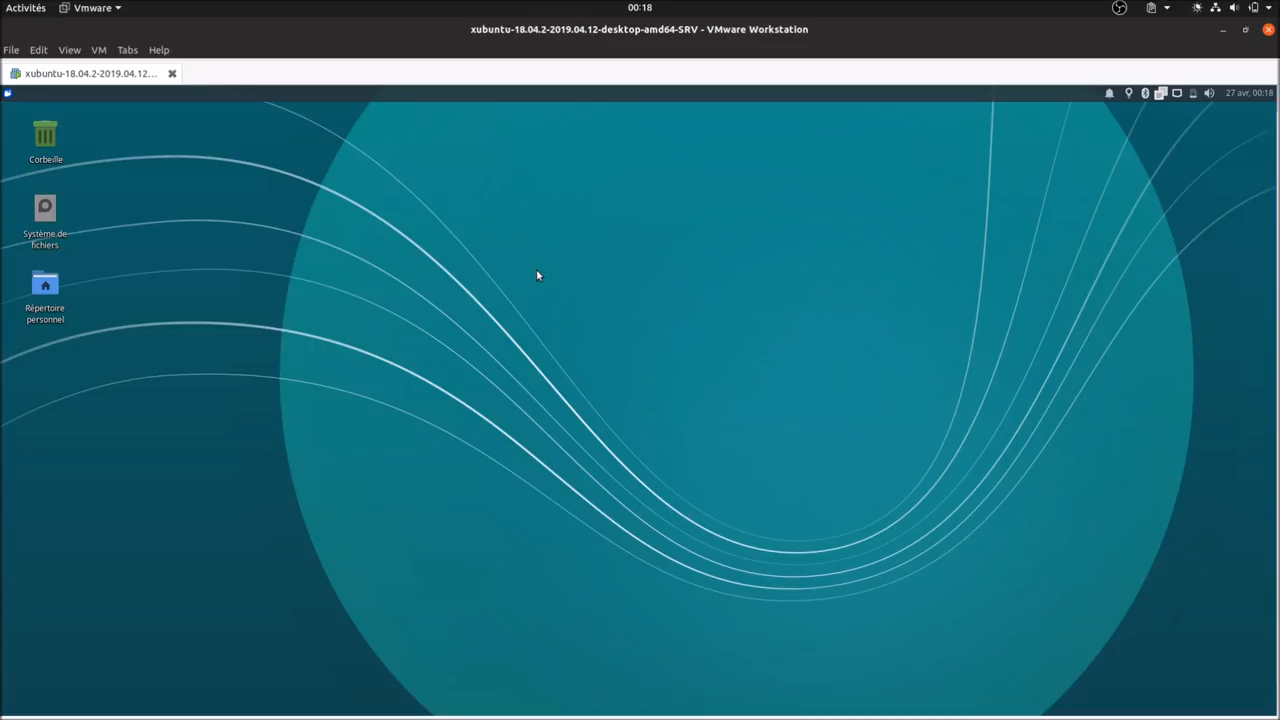 Activités
Vmware
00:18
xubuntu-18.04.2-2019.04.12-desktop-amd64-SRV - VMware Workstation
File Edit View VM Tabs Help
xubuntu-18.04.2-2019.04.12...
27 avr, 00:18
Corbeille
Système de
fichiers
Répertoire
personnel